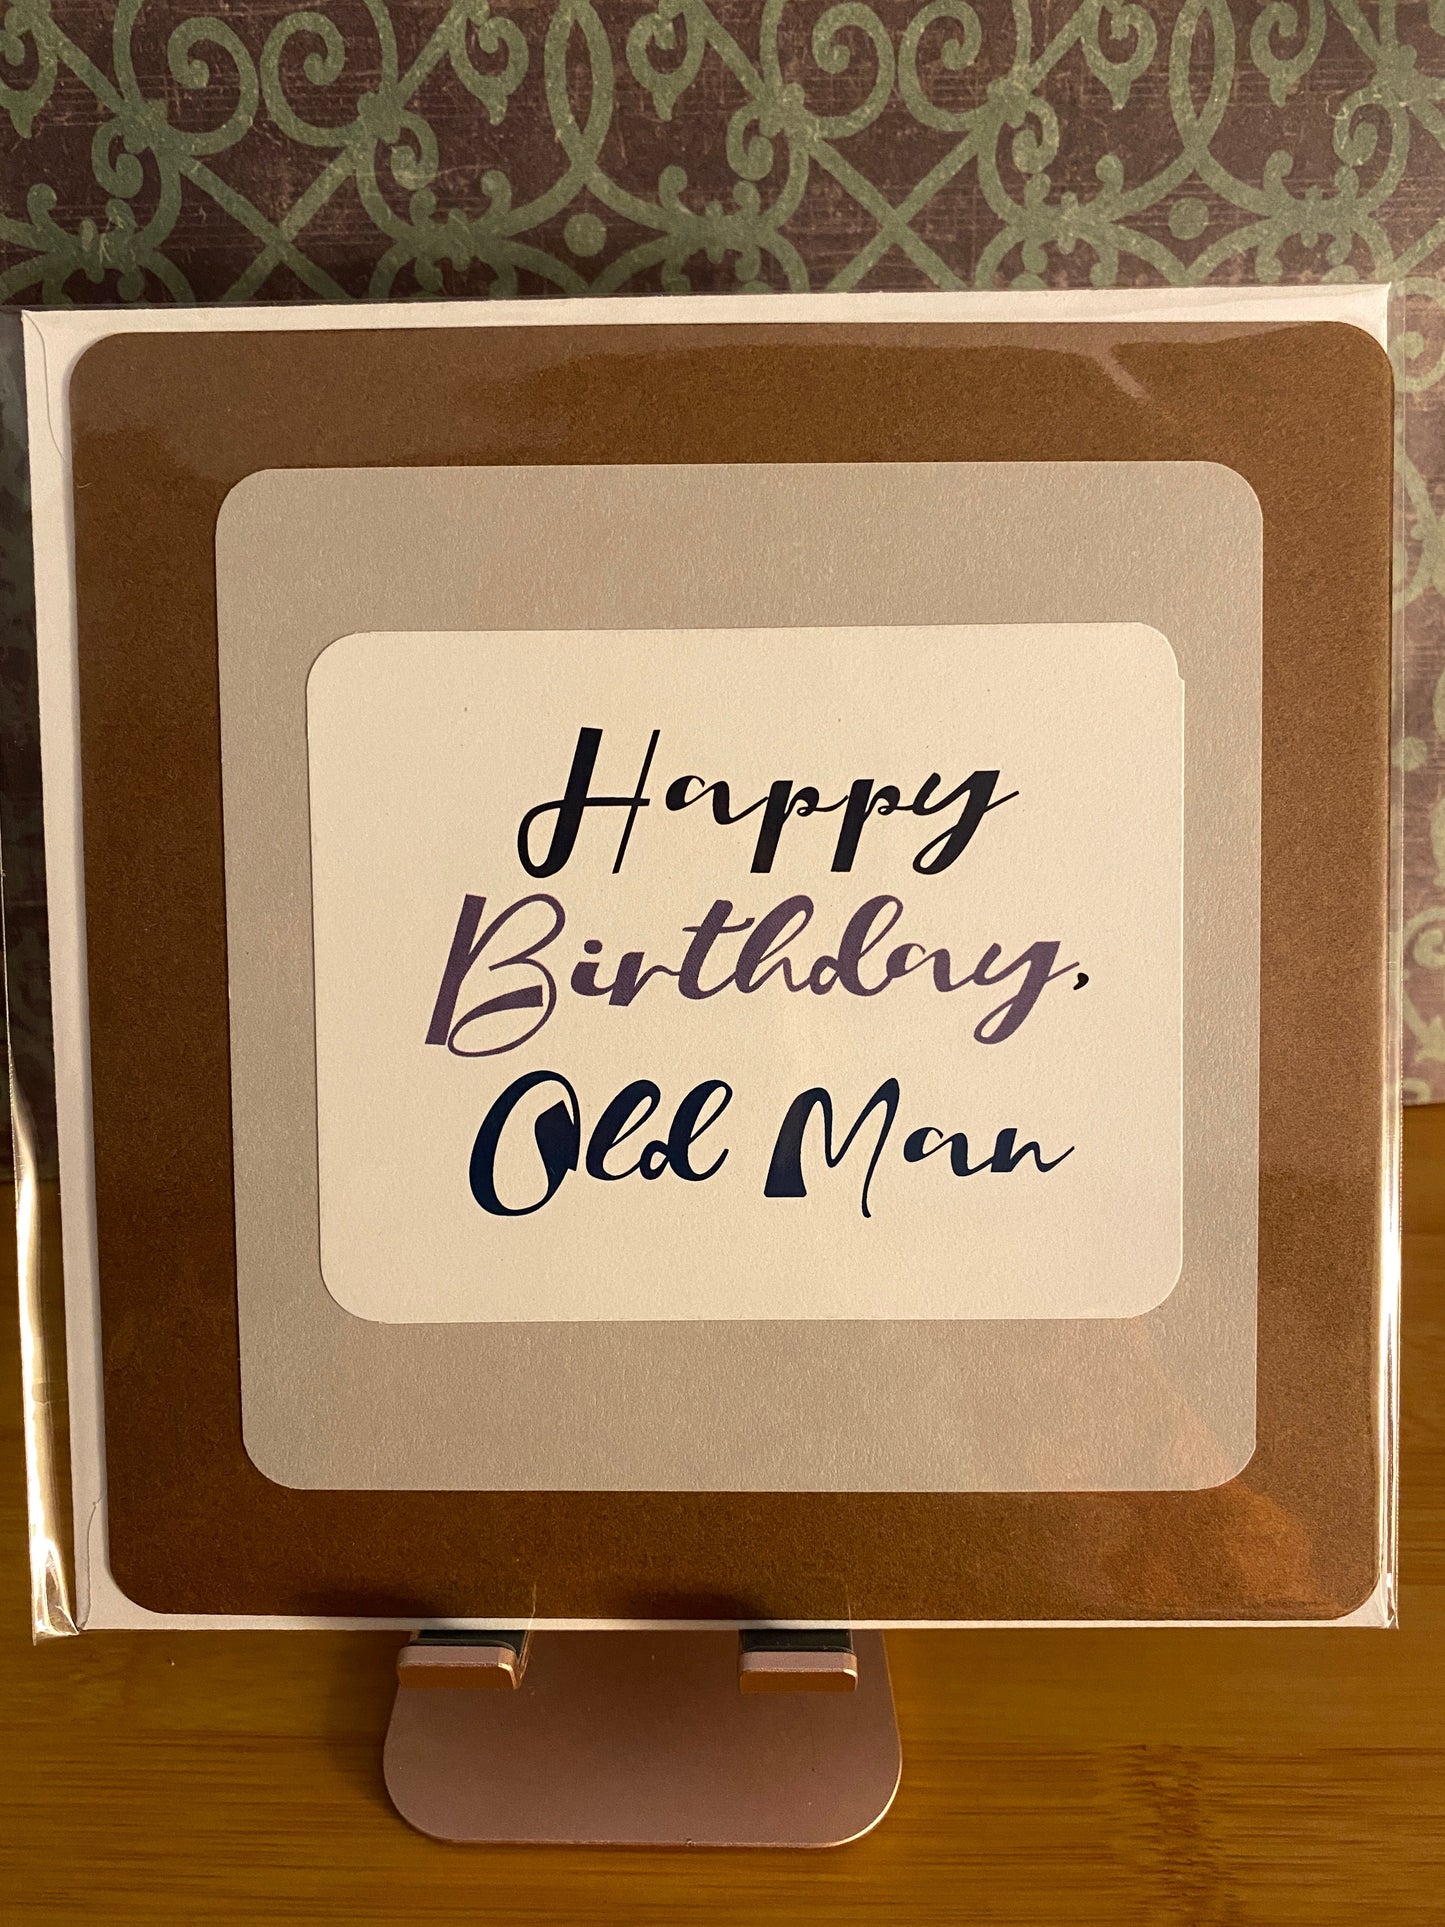 Happy
Birthday,
Old Man